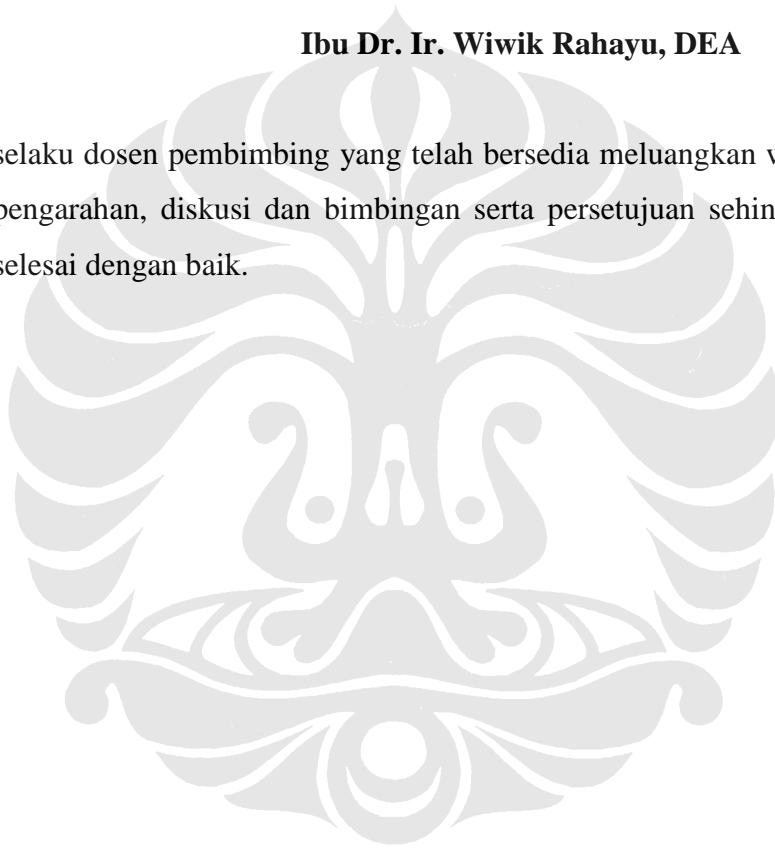 Ibu Dr. Ir. Wiwik Rahayu, DEA
selaku dosen pembimbing yang telah bersedia meluangkan
pengarahan, diskusi dan bimbingan serta persetujuan
selesai dengan baik.